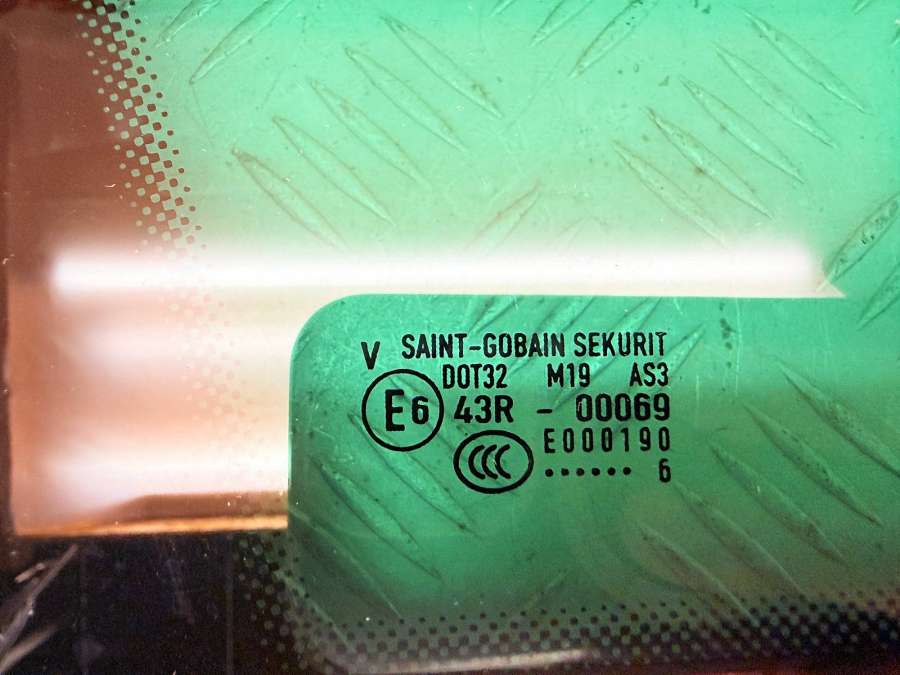 V SAINT-GOBAIN SEKURIT
DOT32 M19 AS3
E6 43R - 00069
CCC E000190
...... 6